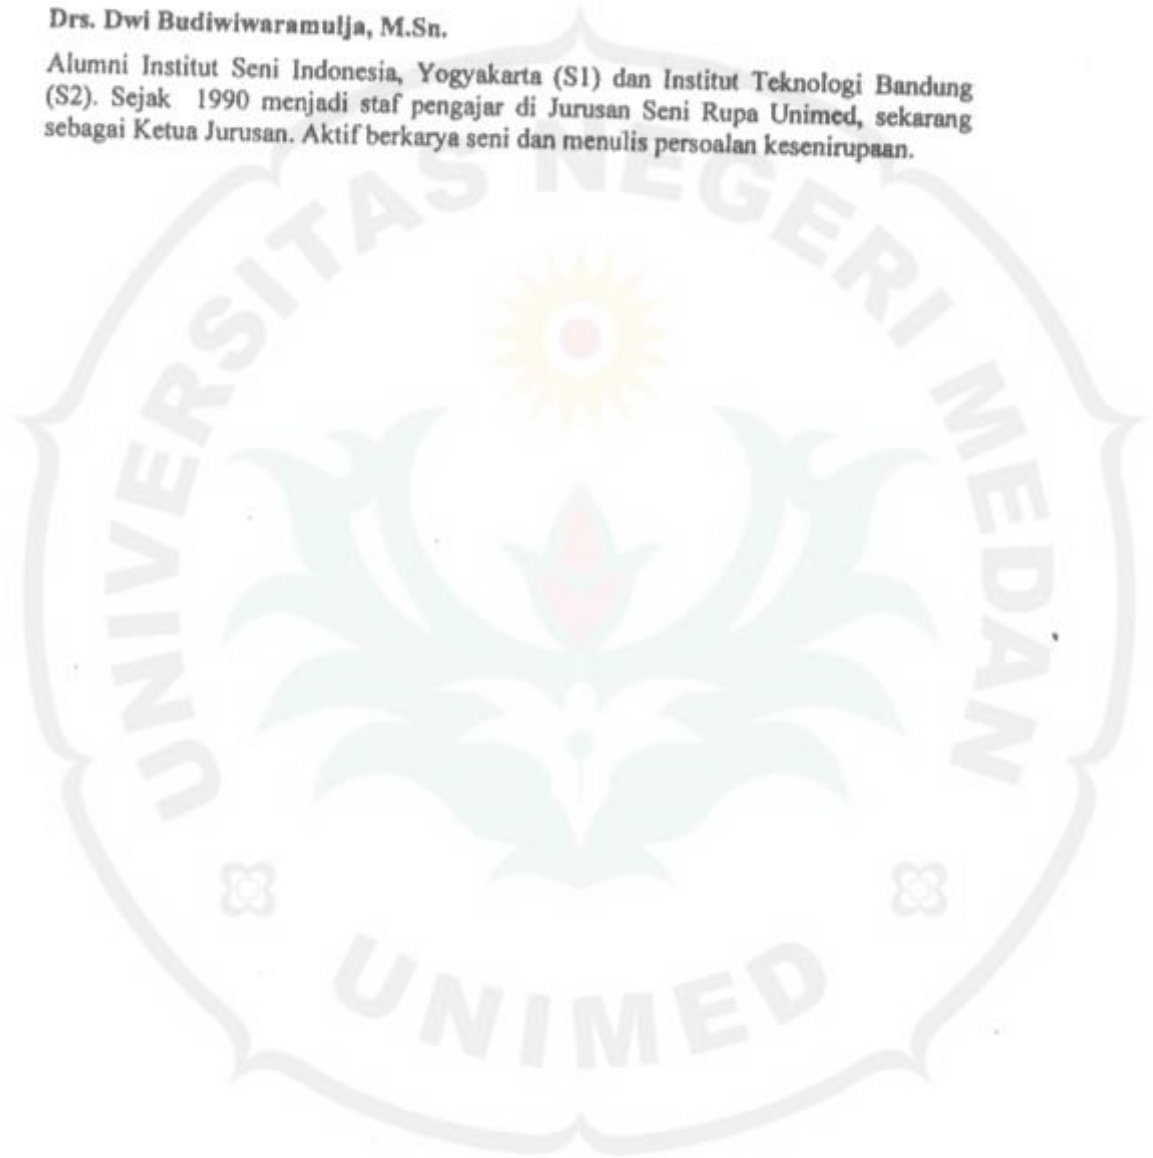 Drs. Dwi Budiwiwaramulja, M.Sn.
Alumni Institut Seni Indonesia, Yogyakarta (S1) dan Institut Teknologi Bandung
(S2). Sejak 1990 menjadi staf pengajar di Jurusan Seni Rupa Unimed, sekarang
sebagai Ketua Jurusan. Aktif berkarya seni dan menulis persoalan kesenirupaan.
UNIVERSITAS NEGERI MEDAN
UNIMED